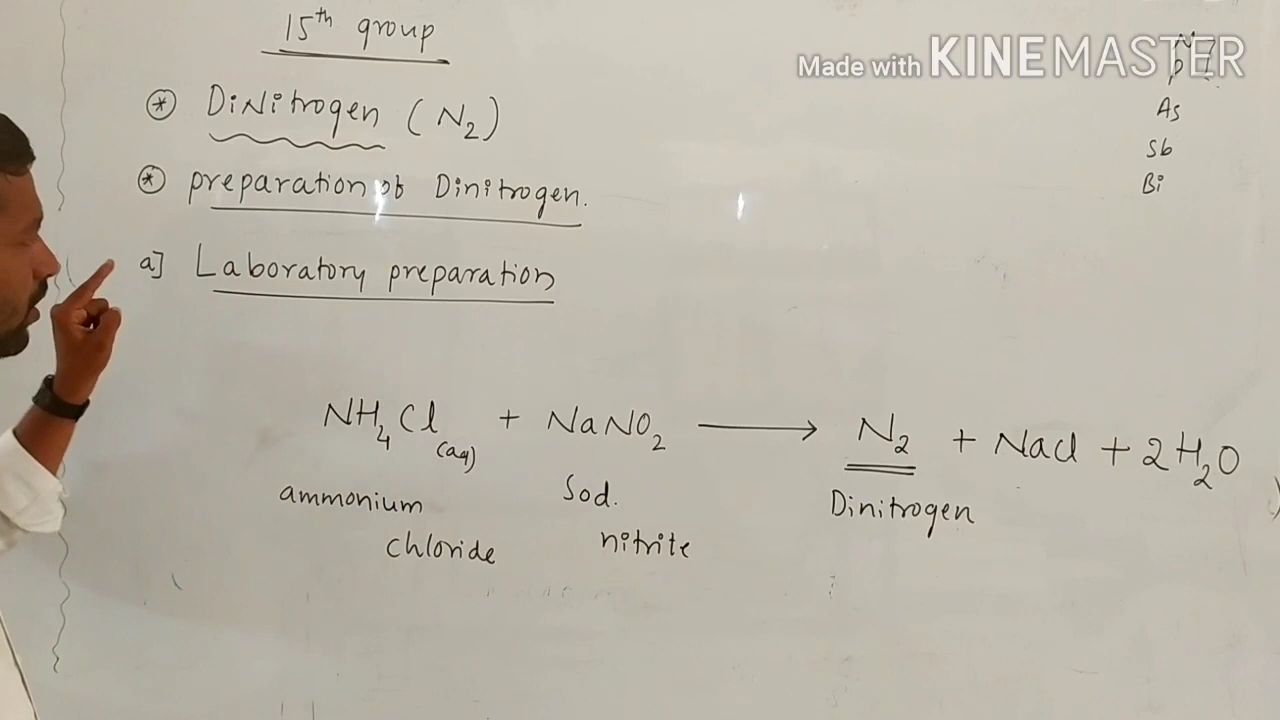 15th group
Made with KINEMASTER
N
P
As
Sb
Bi
* DiNitrogen (N2)
* preparation of Dinitrogen.
a] Laboratory preparation
NH4Cl(aq) + NaNO2 ⟶ N2 + NaCl + 2H2O
ammonium chloride
Sod. nitrite
Dinitrogen